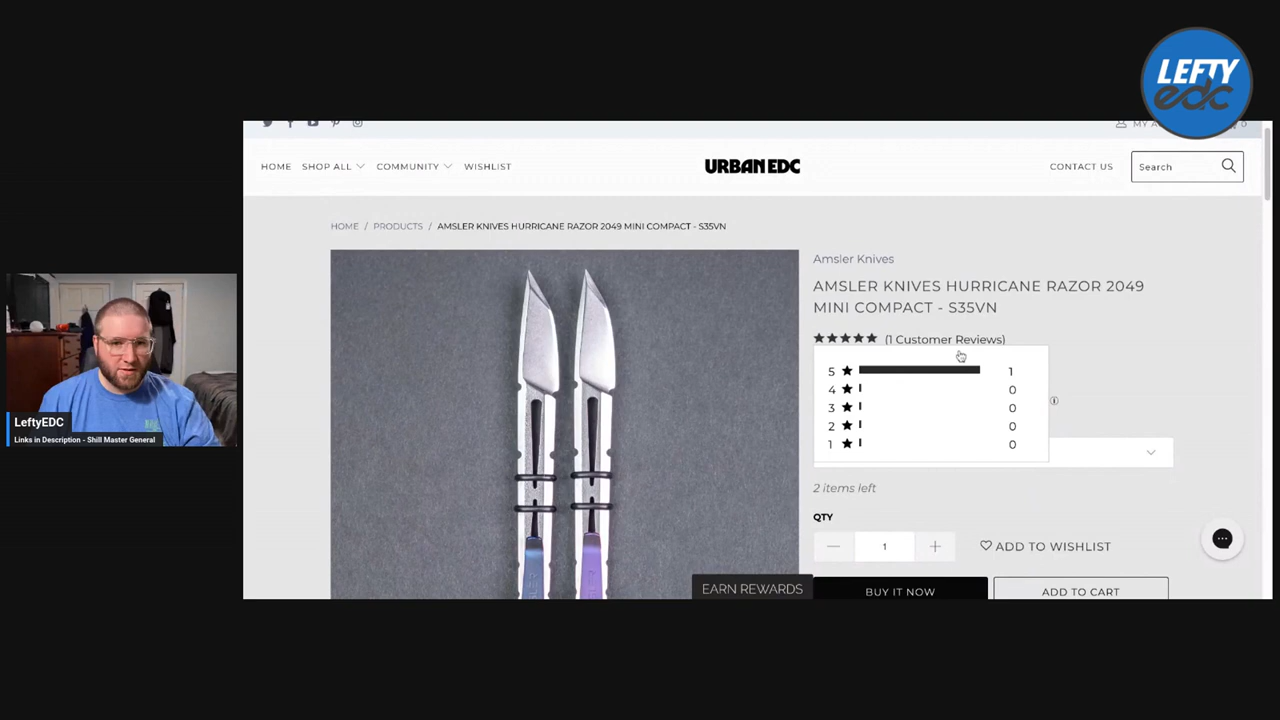 LEFTY
edc
HOME
SHOP ALL
COMMUNITY
WISHLIST
URBAN EDC
CONTACT US
Search
HOME / PRODUCTS / AMSLER KNIVES HURRICANE RAZOR 2049 MINI COMPACT - S35VN
Amsler Knives
AMSLER KNIVES HURRICANE RAZOR 2049
MINI COMPACT - S35VN
(1 Customer Reviews)
5 1
4 0
3 0
2 0
1 0
2 items left
QTY
1
ADD TO WISHLIST
EARN REWARDS
BUY IT NOW
ADD TO CART
LeftyEDC
Links in Description - Shill Master General